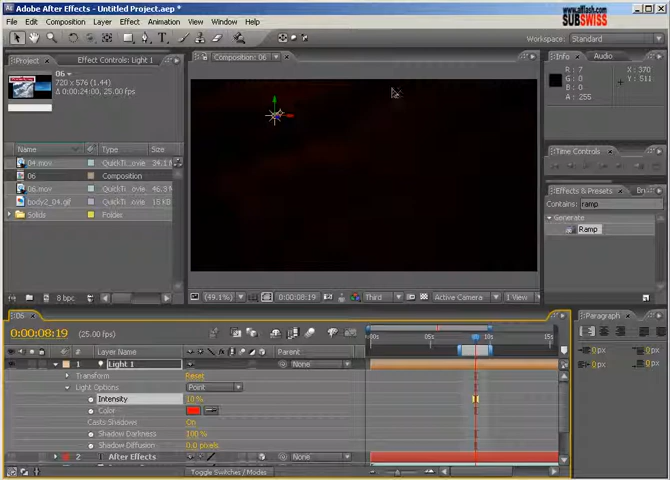 Adobe After Effects - Untitled Project.aep *
File Edit Composition Layer Effect Animation View Window Help
SUBSWISS
Workspace: Standard
Project × Effect Controls: Light 1
Composition: 06
Info × Audio
06▼
720 x 576 (1.44)
Δ 0:00:24:00, 25.00 fps
R : 7
G : 0
B : 0
A : 255
X : 370
Y : 511
Name Type
04.mov QuickTi...ovie 24.1 M
06 Composition
06.mov QuickTi...ovie 46.3 M
body2_04.gif QuickTi...ovie 15 KB
Solids Folder
Time Controls ×
Effects & Presets ×
Contains: ramp
Generate
Ramp
8 bpc
(49.1%) 0:00:08:19 Third Active Camera 1 View
06 ×
Paragraph ×
0:00:08:19 (25.00 fps)
00s 05s 10s 15s
# Layer Name Parent
1 Light 1 None
Transform Reset
Light Options Point
Intensity 10 %
Color
Casts Shadows On
Shadow Darkness 100 %
Shadow Diffusion 0.0 pixels
2 After Effects None
Toggle Switches / Modes
0 px 0 px
0 px 0 px